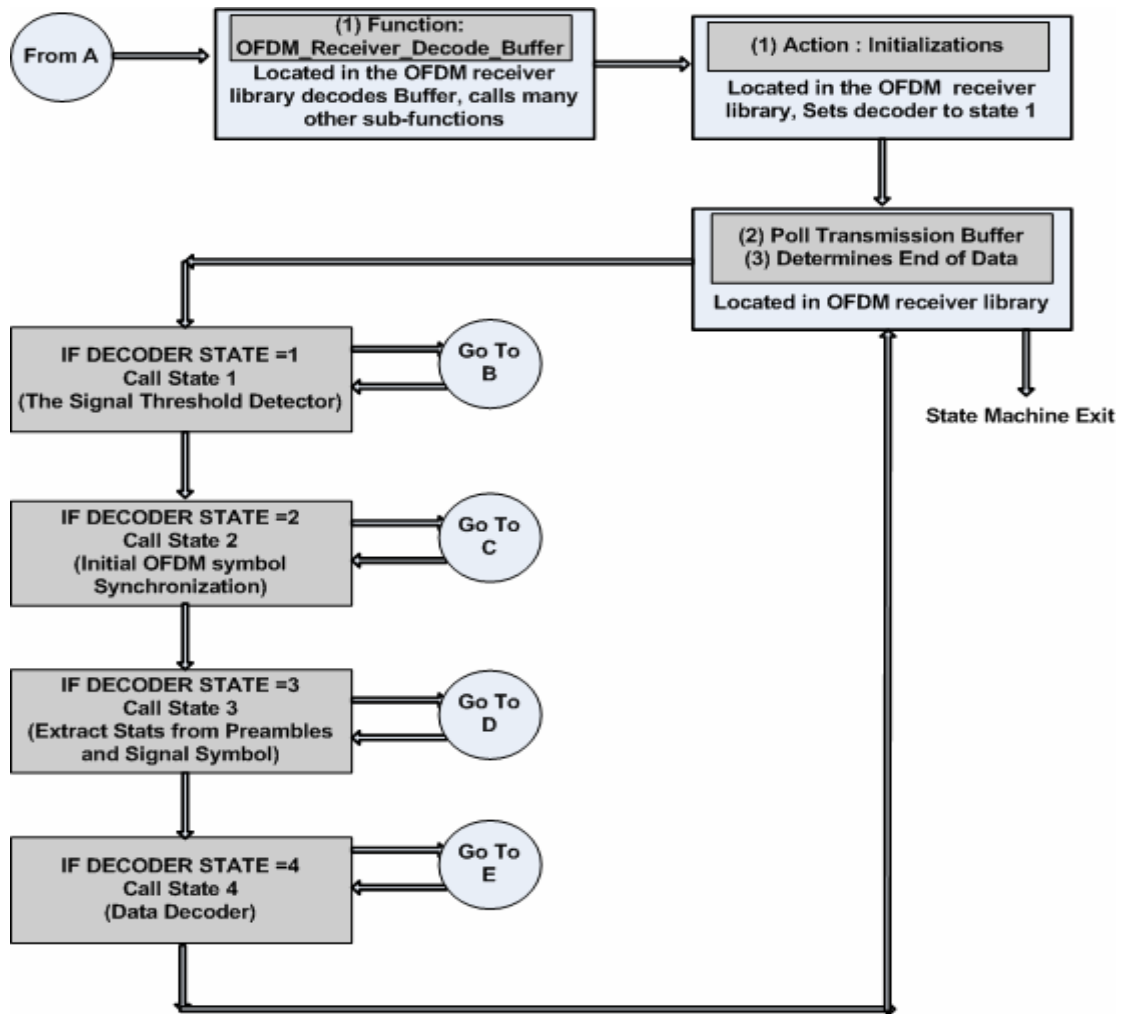 From A
(1) Function:
OFDM_Receiver_Decode_Buffer
Located in the OFDM receiver
library decodes Buffer, calls many
other sub-functions
(1) Action : Initializations
Located in the OFDM receiver
library, Sets decoder to state 1
(2) Poll Transmission Buffer
(3) Determines End of Data
Located in OFDM receiver library
State Machine Exit
IF DECODER STATE =1
Call State 1
(The Signal Threshold Detector)
Go To
B
IF DECODER STATE =2
Call State 2
(Initial OFDM symbol
Synchronization)
Go To
C
IF DECODER STATE =3
Call State 3
(Extract Stats from Preambles
and Signal Symbol)
Go To
D
IF DECODER STATE =4
Call State 4
(Data Decoder)
Go To
E